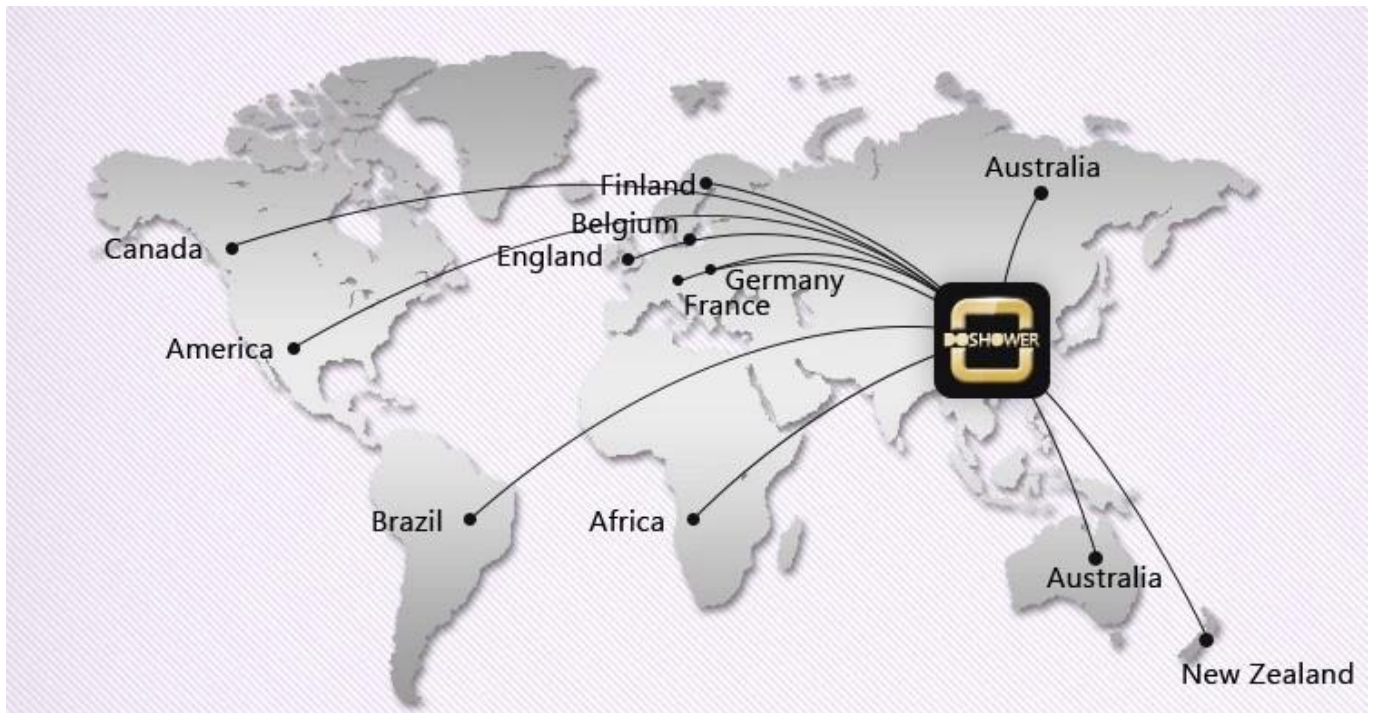 Australia
Finland
Belgium
Canada
England
Germany
France
DOSHOWER
America
Brazil
Africa
Australia
New Zealand